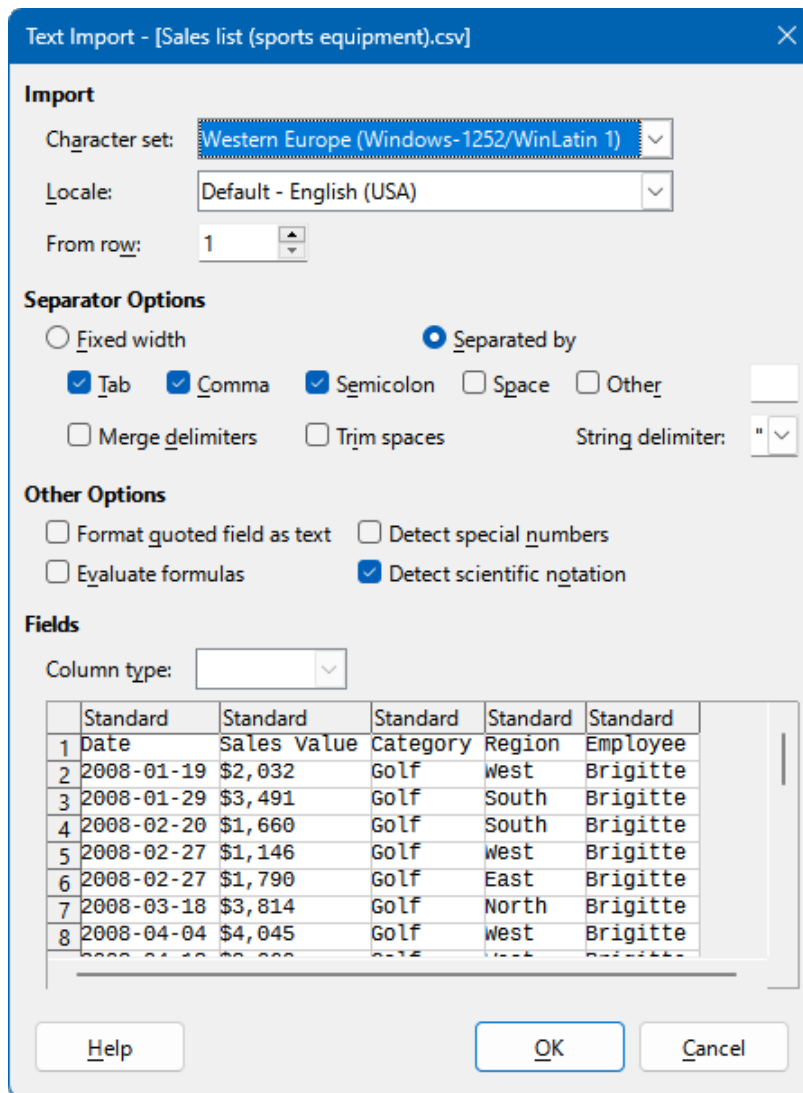 Text Import - [Sales list (sports equipment).csv]
Import
Character set: Western Europe (Windows-1252/WinLatin 1)
Locale: Default - English (USA)
From row: 1
Separator Options
Fixed width Separated by
Tab Comma Semicolon Space Other
Merge delimiters Trim spaces String delimiter: "
Other Options
Format quoted field as text Detect special numbers
Evaluate formulas Detect scientific notation
Fields
Column type:
Standard Standard Standard Standard Standard
1 Date Sales Value Category Region Employee
2 2008-01-19 $2,032 Golf West Brigitte
3 2008-01-29 $3,491 Golf South Brigitte
4 2008-02-20 $1,660 Golf South Brigitte
5 2008-02-27 $1,146 Golf West Brigitte
6 2008-02-27 $1,790 Golf East Brigitte
7 2008-03-18 $3,814 Golf North Brigitte
8 2008-04-04 $4,045 Golf West Brigitte
Help OK Cancel